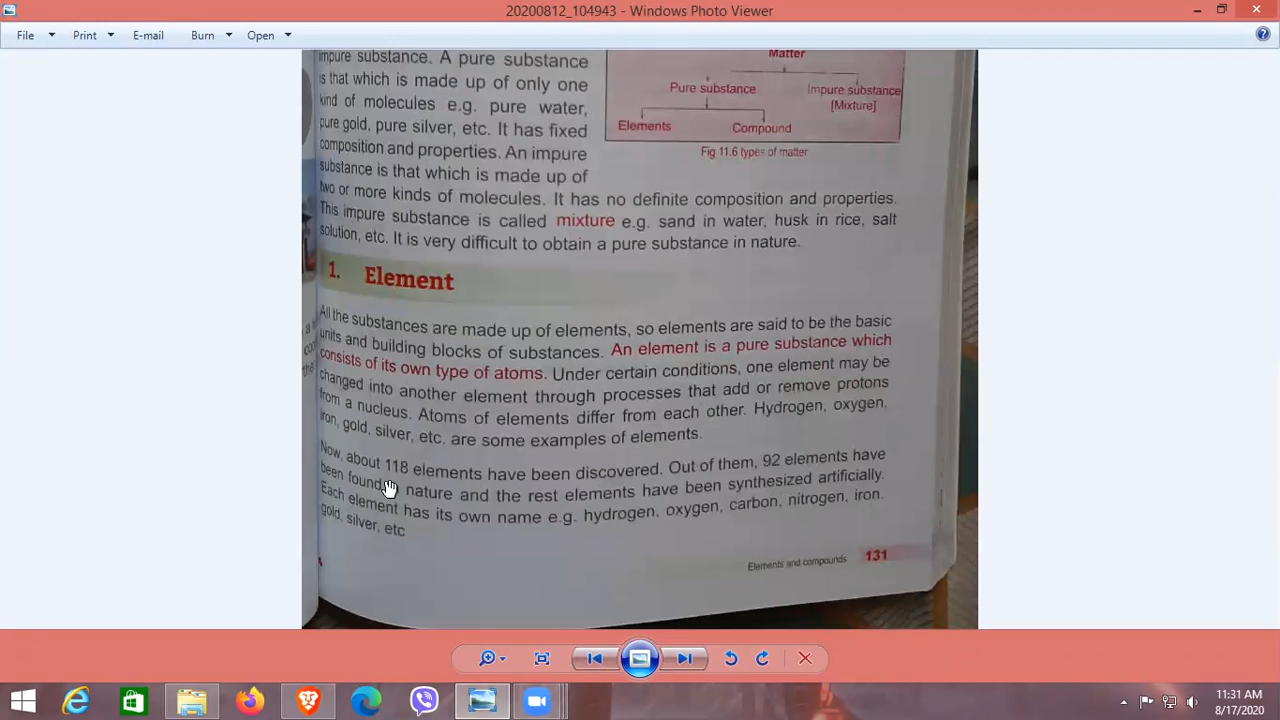 20200812_104943 - Windows Photo Viewer
File Print E-mail Burn Open
impure substance. A pure substance
is that which is made up of only one
kind of molecules e.g. pure water,
pure gold, pure silver, etc. It has fixed
composition and properties. An impure
substance is that which is made up of
two or more kinds of molecules. It has no definite composition and properties.
This impure substance is called mixture e.g. sand in water, husk in rice, salt
solution, etc. It is very difficult to obtain a pure substance in nature.
Matter
Pure substance
Impure substance
[Mixture]
Elements
Compound
Fig 11.6 types of matter
1. Element
All the substances are made up of elements, so elements are said to be the basic
units and building blocks of substances. An element is a pure substance which
consists of its own type of atoms. Under certain conditions, one element may be
changed into another element through processes that add or remove protons
from a nucleus. Atoms of elements differ from each other. Hydrogen, oxygen,
iron, gold, silver, etc. are some examples of elements.
Now, about 118 elements have been discovered. Out of them, 92 elements have
been found nature and the rest elements have been synthesized artificially.
Each element has its own name e.g. hydrogen, oxygen, carbon, nitrogen, iron.
gold, silver, etc
Elements and compounds 131
11:31 AM
8/17/2020